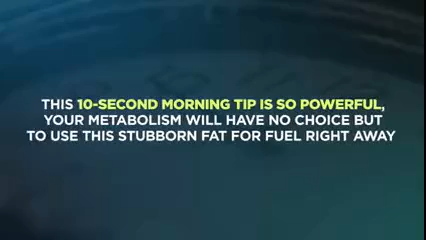 THIS 10-SECOND MORNING TIP IS SO POWERFUL,
YOUR METABOLISM WILL HAVE NO CHOICE BUT
TO USE THIS STUBBORN FAT FOR FUEL RIGHT AWAY